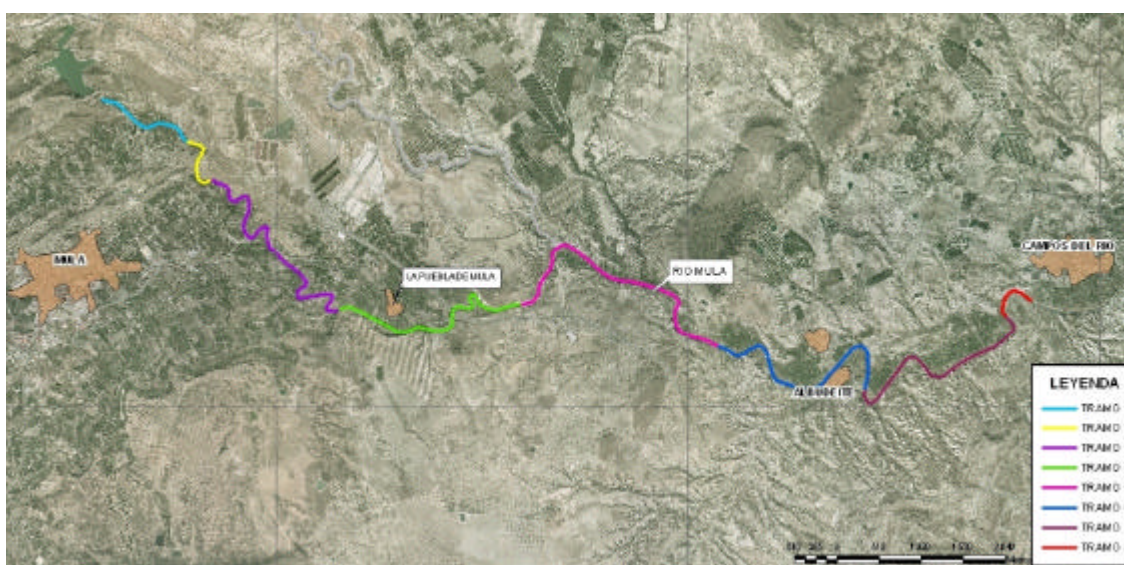 MULA
LA PUEBLA DE MULA
RIO MULA
CAMPOS DEL RIO
ALBUDEITE
LEYENDA
TRAMO
TRAMO
TRAMO
TRAMO
TRAMO
TRAMO
TRAMO
TRAMO